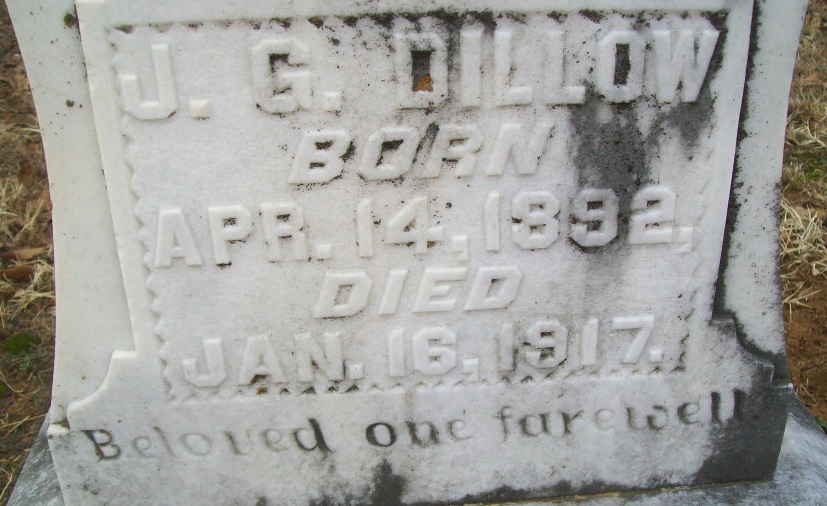 J. G. DILLOW
BORN
APR. 14, 1892,
DIED
JAN. 16, 1917.
Beloved one farewell